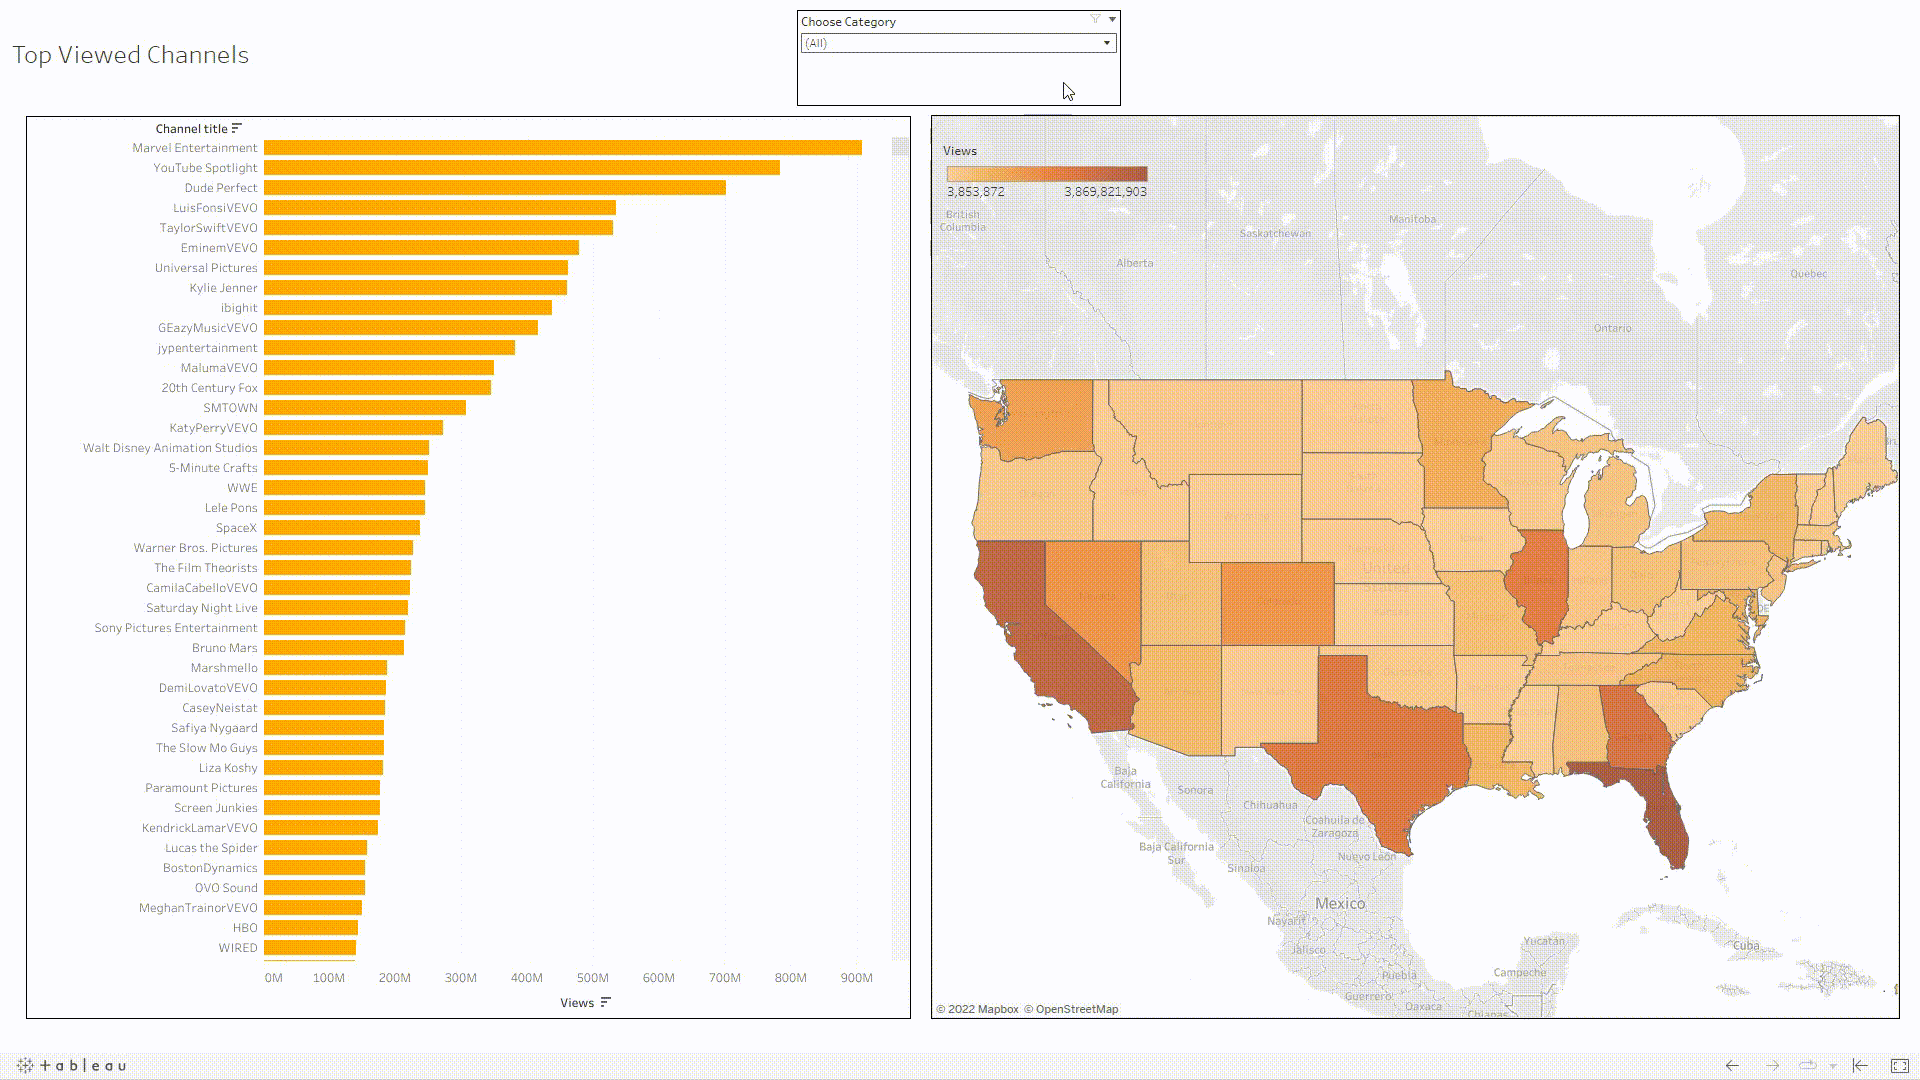 Top Viewed Channels
Choose Category
(All)
Channel title
Marvel Entertainment
YouTube Spotlight
Dude Perfect
LuisFonsiVEVO
TaylorSwiftVEVO
EminemVEVO
Universal Pictures
Kylie Jenner
ibighit
GEazyMusicVEVO
jypentertainment
MalumaVEVO
20th Century Fox
SMTOWN
KatyPerryVEVO
Walt Disney Animation Studios
5-Minute Crafts
WWE
Lele Pons
SpaceX
Warner Bros. Pictures
The Film Theorists
CamilaCabelloVEVO
Saturday Night Live
Sony Pictures Entertainment
Bruno Mars
Marshmello
DemiLovatoVEVO
CaseyNeistat
Safiya Nygaard
The Slow Mo Guys
Liza Koshy
Paramount Pictures
Screen Junkies
KendrickLamarVEVO
Lucas the Spider
BostonDynamics
OVO Sound
MeghanTrainorVEVO
HBO
WIRED
0M 100M 200M 300M 400M 500M 600M 700M 800M 900M
Views
Views
3,853,872 3,869,821,903
British
Columbia
Alberta
Saskatchewan
Manitoba
Ontario
Quebec
Iowa
United
States
Nevada
Texas
Georgia
DE
Baja
California
Sonora
Chihuahua
Coahuila de
Zaragoza
Baja California
Sur
Nuevo León
Sinaloa
Mexico
Nayarit
Jalisco
Yucatán
Cuba
Puebla
Campeche
Guerrero
Oaxaca
Chiapas
© 2022 Mapbox © OpenStreetMap
+ableau